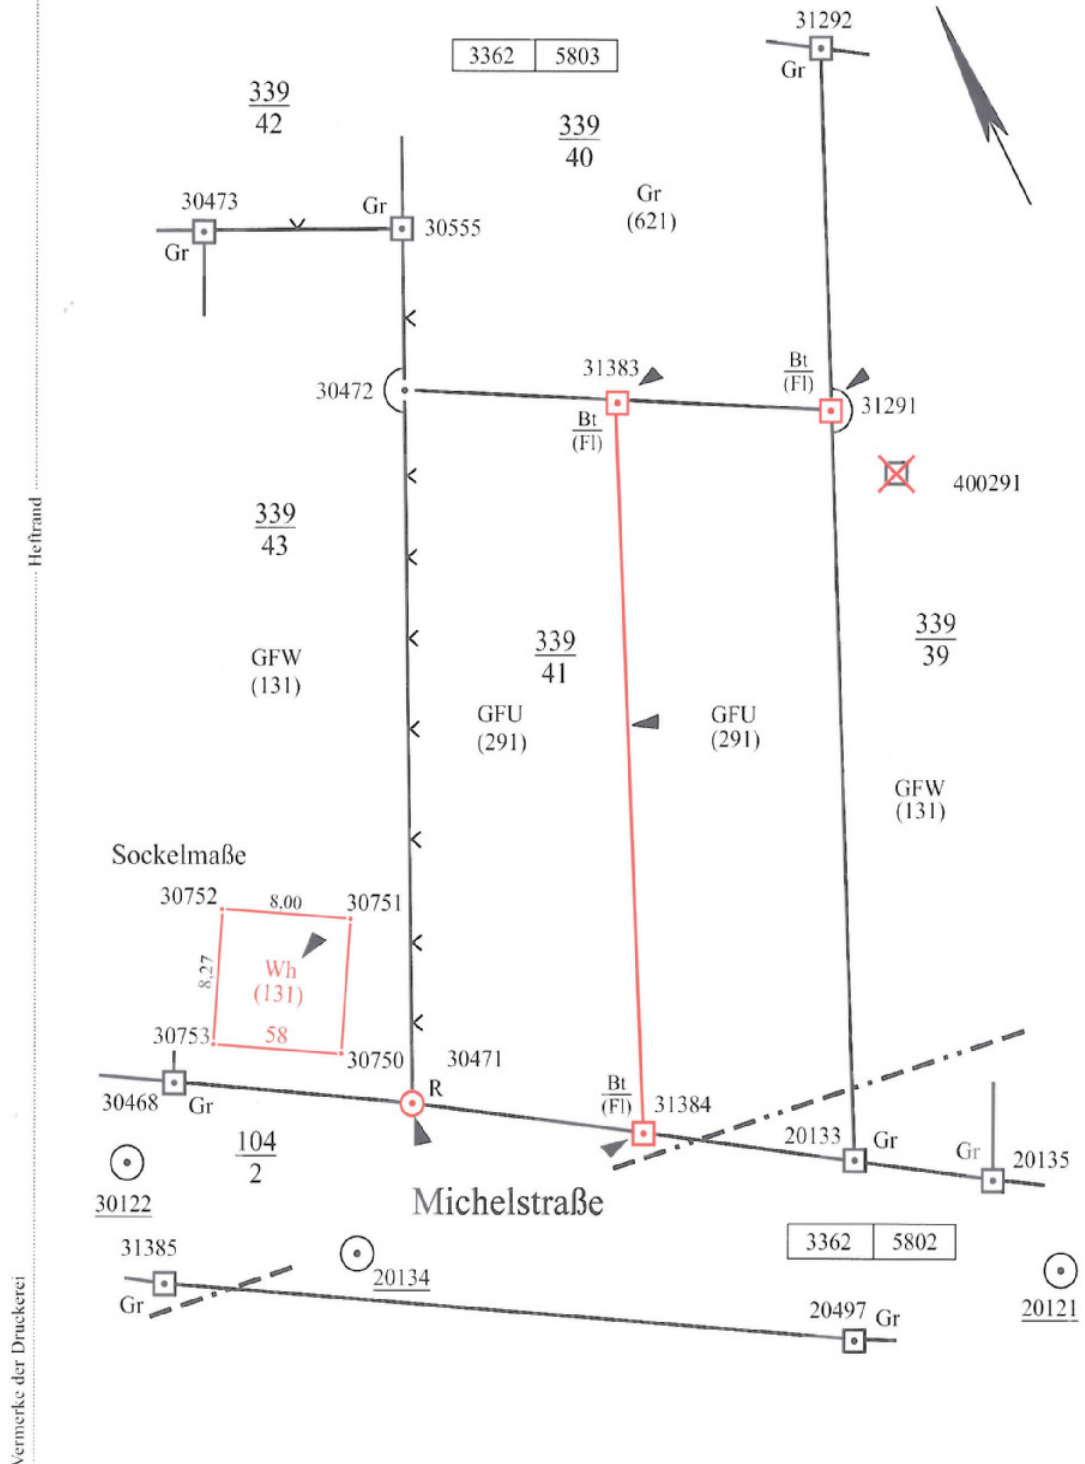 31292
3362 5803
Gr
339
42
339
40
30473
Gr
Gr
(621)
30555
Gr
31383
Bt
(Fl)
30472
31291
Bt
(Fl)
400291
339
43
Heftrand
339
39
339
41
GFW
(131)
GFU
(291)
GFU
(291)
GFW
(131)
Sockelmaße
30752
8,00
30751
8,27
Wh
(131)
30753
58
30750
30471
R
Bt
(Fl)
31384
30468
Gr
20133
Gr
Gr
20135
104
2
30122
Michelstraße
31385
3362 5802
20134
Gr
20497
Gr
20121
Vermerke der Druckerei